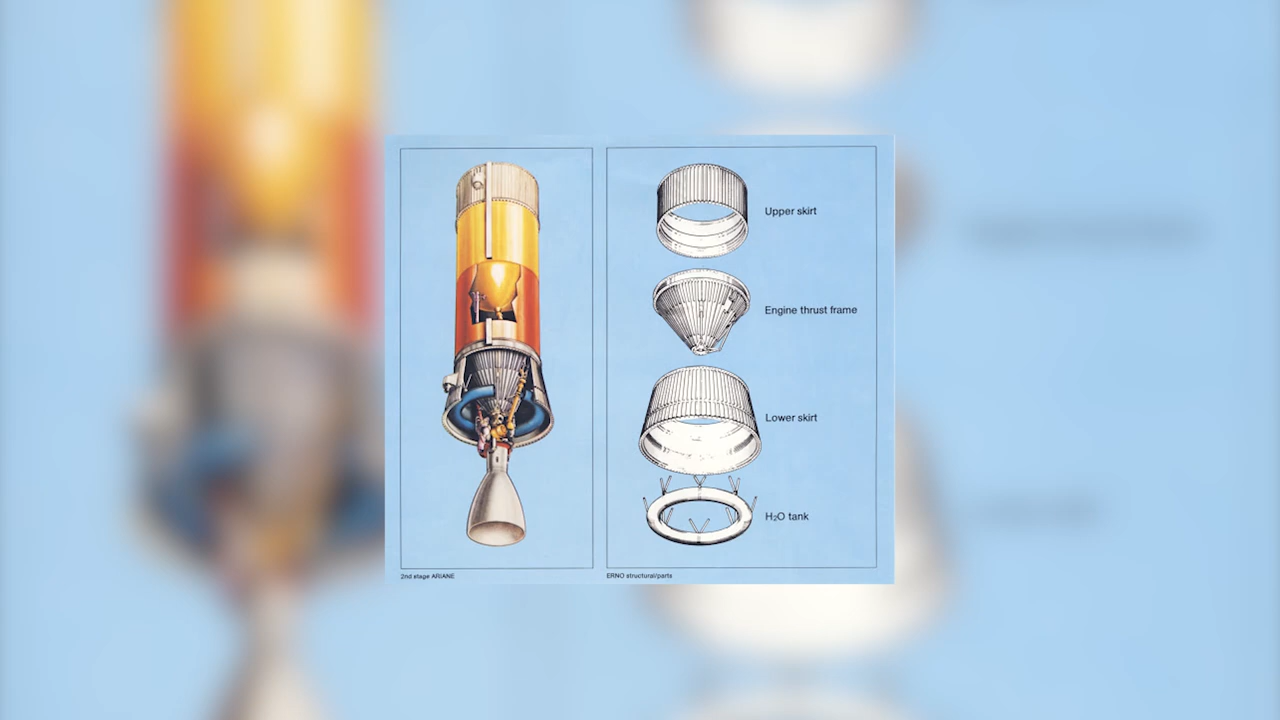 Upper skirt
Engine thrust frame
Lower skirt
H₂O tank
2nd stage ARIANE
ERNO structural/parts